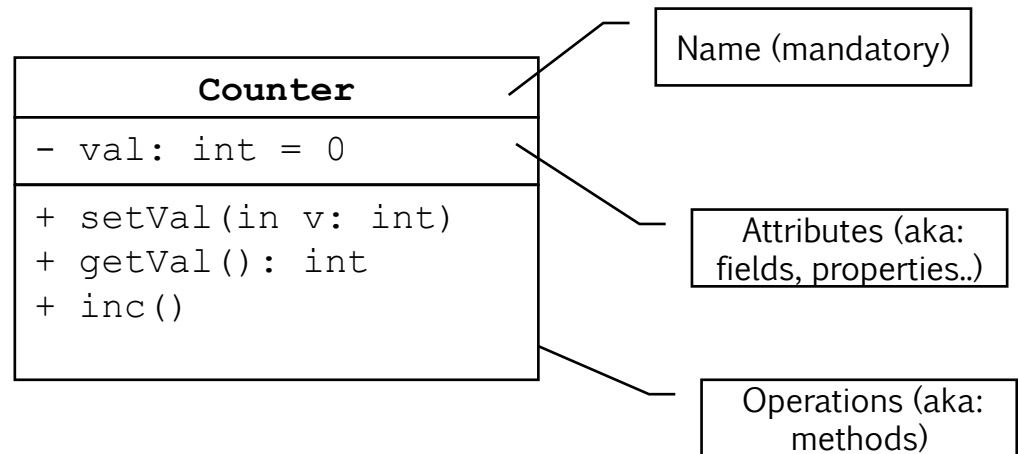 Counter
- val: int = 0
+ setVal(in v: int)
+ getVal(): int
+ inc()
Name (mandatory)
Attributes (aka:
fields, properties..)
Operations (aka:
methods)